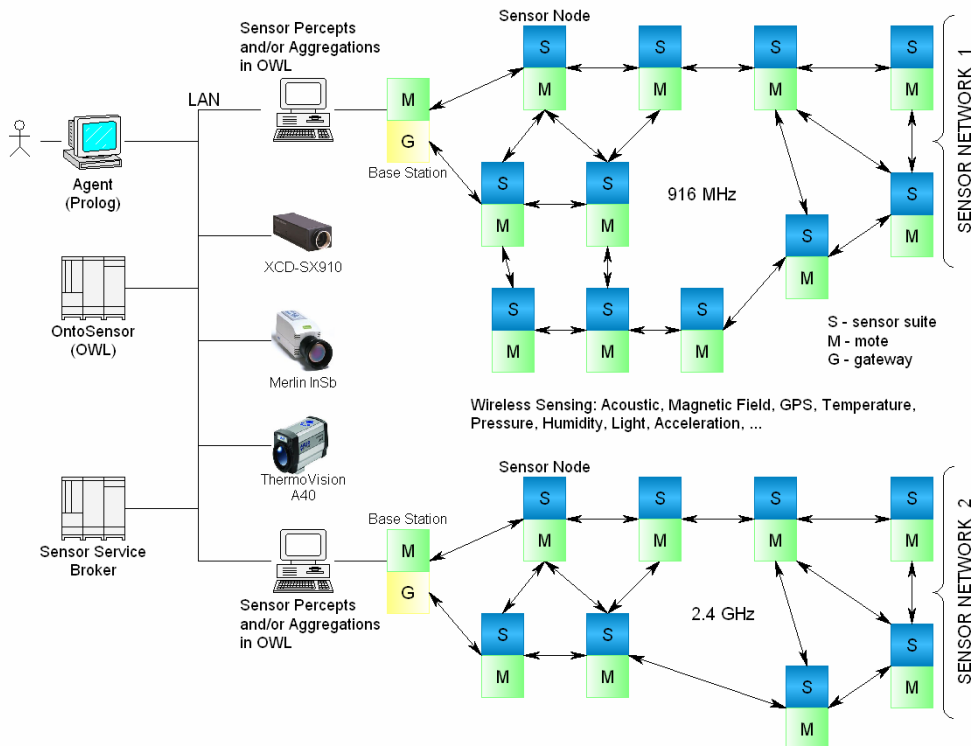 Sensor Percepts
and/or Aggregations
in OWL
LAN
Agent
(Prolog)
OntoSensor
(OWL)
Sensor Service
Broker
XCD-SX910
Merlin InSb
ThermoVision
A40
Sensor Percepts
and/or Aggregations
in OWL
M
G
Base Station
Sensor Node
S
M
S
M
S
M
S
M
S
M
S
M
916 MHz
S
M
S
M
S
M
S
M
S
M
SENSOR NETWORK 1
S - sensor suite
M - mote
G - gateway
Wireless Sensing: Acoustic, Magnetic Field, GPS, Temperature,
Pressure, Humidity, Light, Acceleration, ...
Base Station
M
G
Sensor Node
S
M
S
M
S
M
S
M
S
M
S
M
2.4 GHz
S
M
S
M
SENSOR NETWORK 2